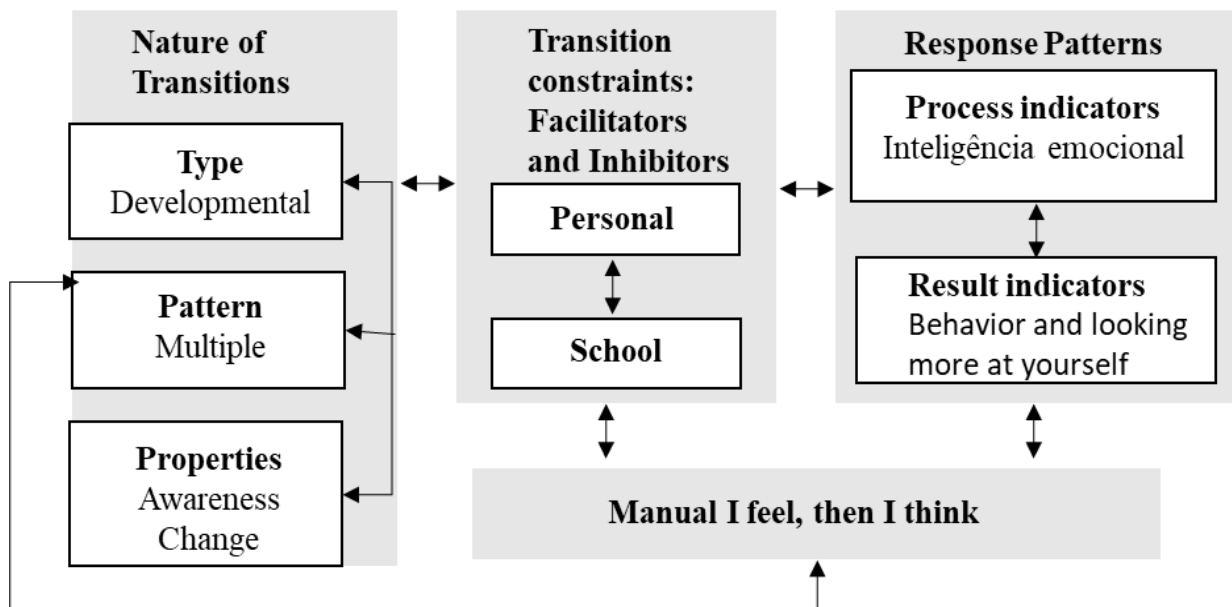 Nature of
Transitions
Type
Developmental
Pattern
Multiple
Properties
Awareness
Change
Transition
constraints:
Facilitators
and Inhibitors
Personal
School
Response Patterns
Process indicators
Inteligência emocional
Result indicators
Behavior and looking
more at yourself
Manual I feel, then I think